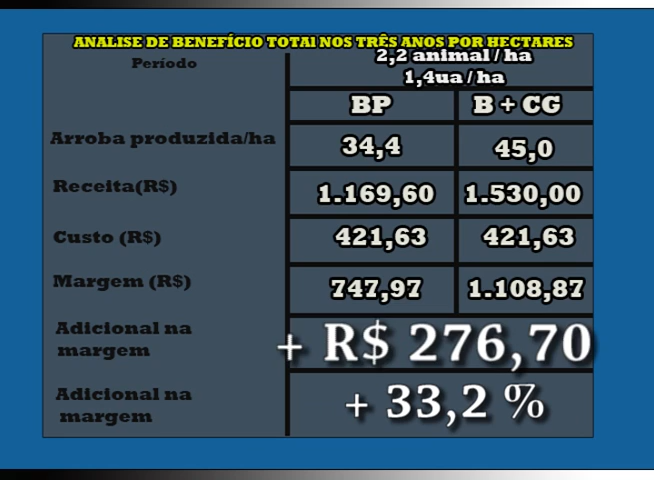 ANALISE DE BENEFÍCIO TOTAl NOS TRÊS ANOS POR HECTARES
Período
2,2 animal/ha
1,4ua/ha
BP B + CG
Arroba produzida/ha 34,4 45,0
Receita(R$) 1.169,60 1.530,00
Custo (R$) 421,63 421,63
Margem (R$) 747,97 1.108,87
Adicional na
margem
+ R$ 276,70
Adicional na
margem
+ 33,2 %